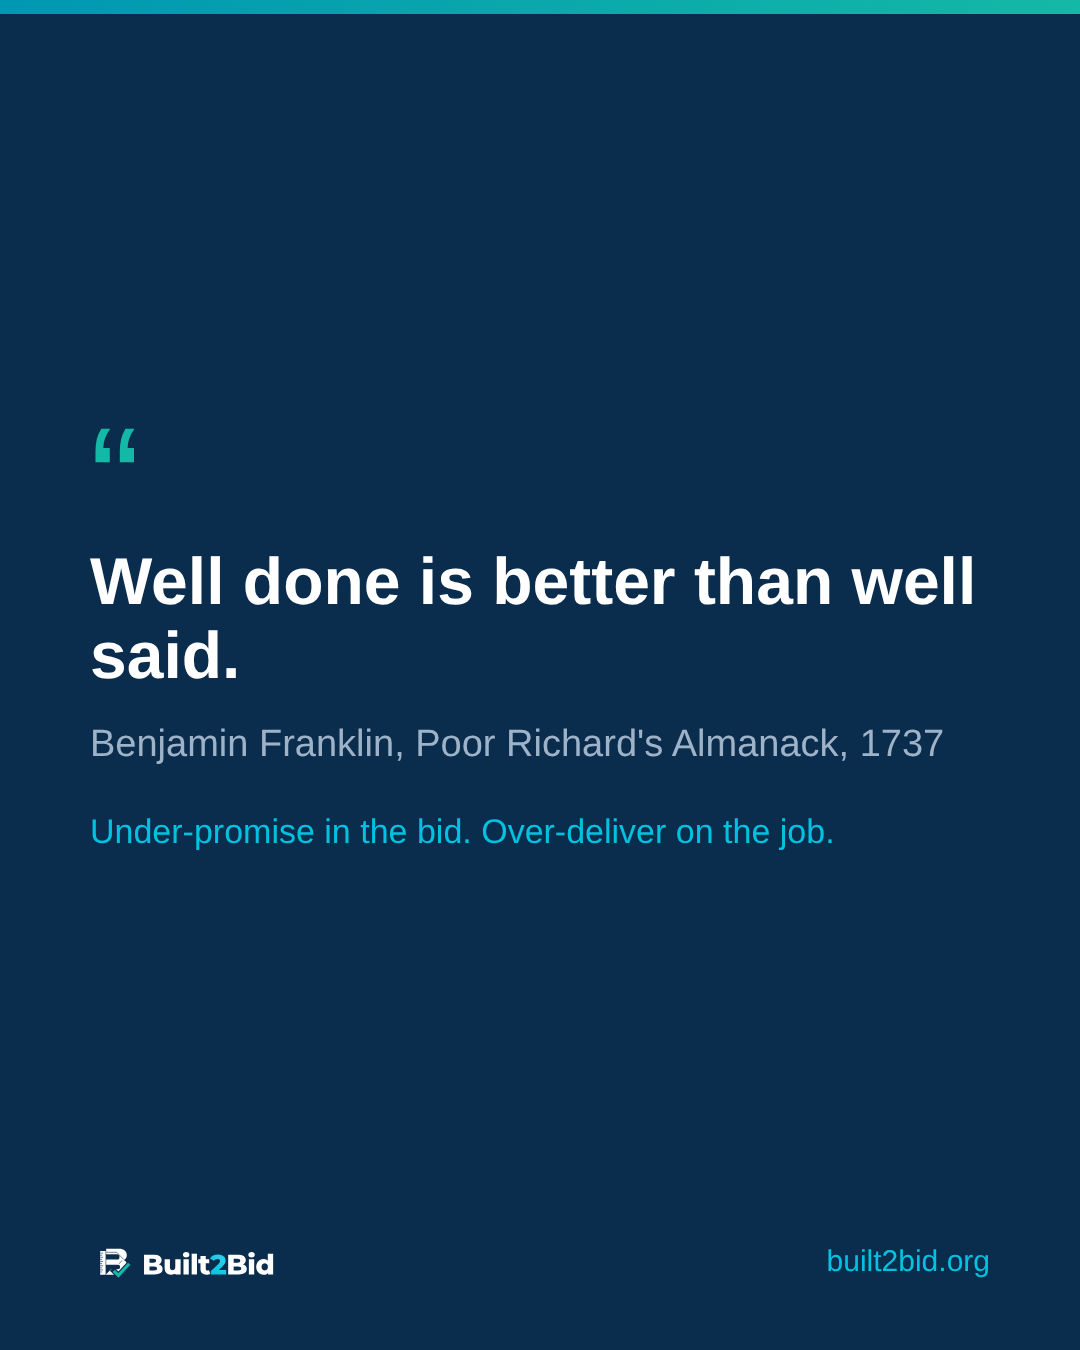 “
Well done is better than well
said.
Benjamin Franklin, Poor Richard's Almanack, 1737
Under-promise in the bid. Over-deliver on the job.
Built2Bid
built2bid.org